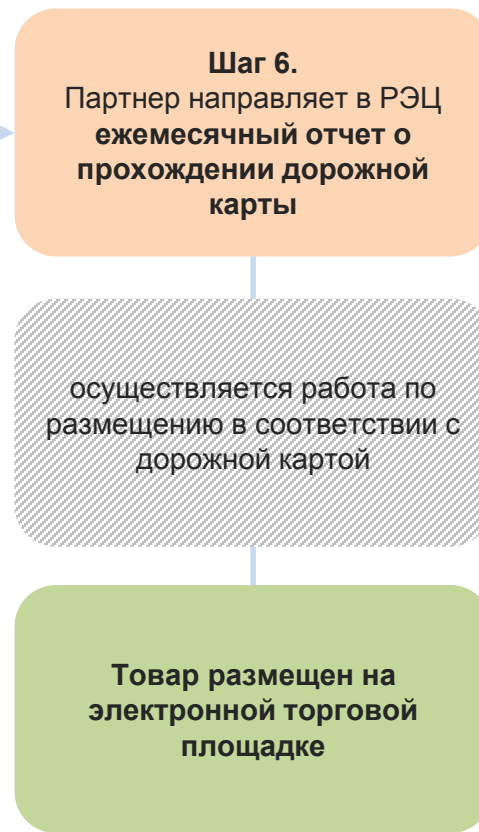 Шаг 6.
Партнер направляет в РЭЦ
ежемесячный отчет о
прохождении дорожной
карты
осуществляется работа по
размещению в соответствии с
дорожной картой
Товар размещен на
электронной торговой
площадке